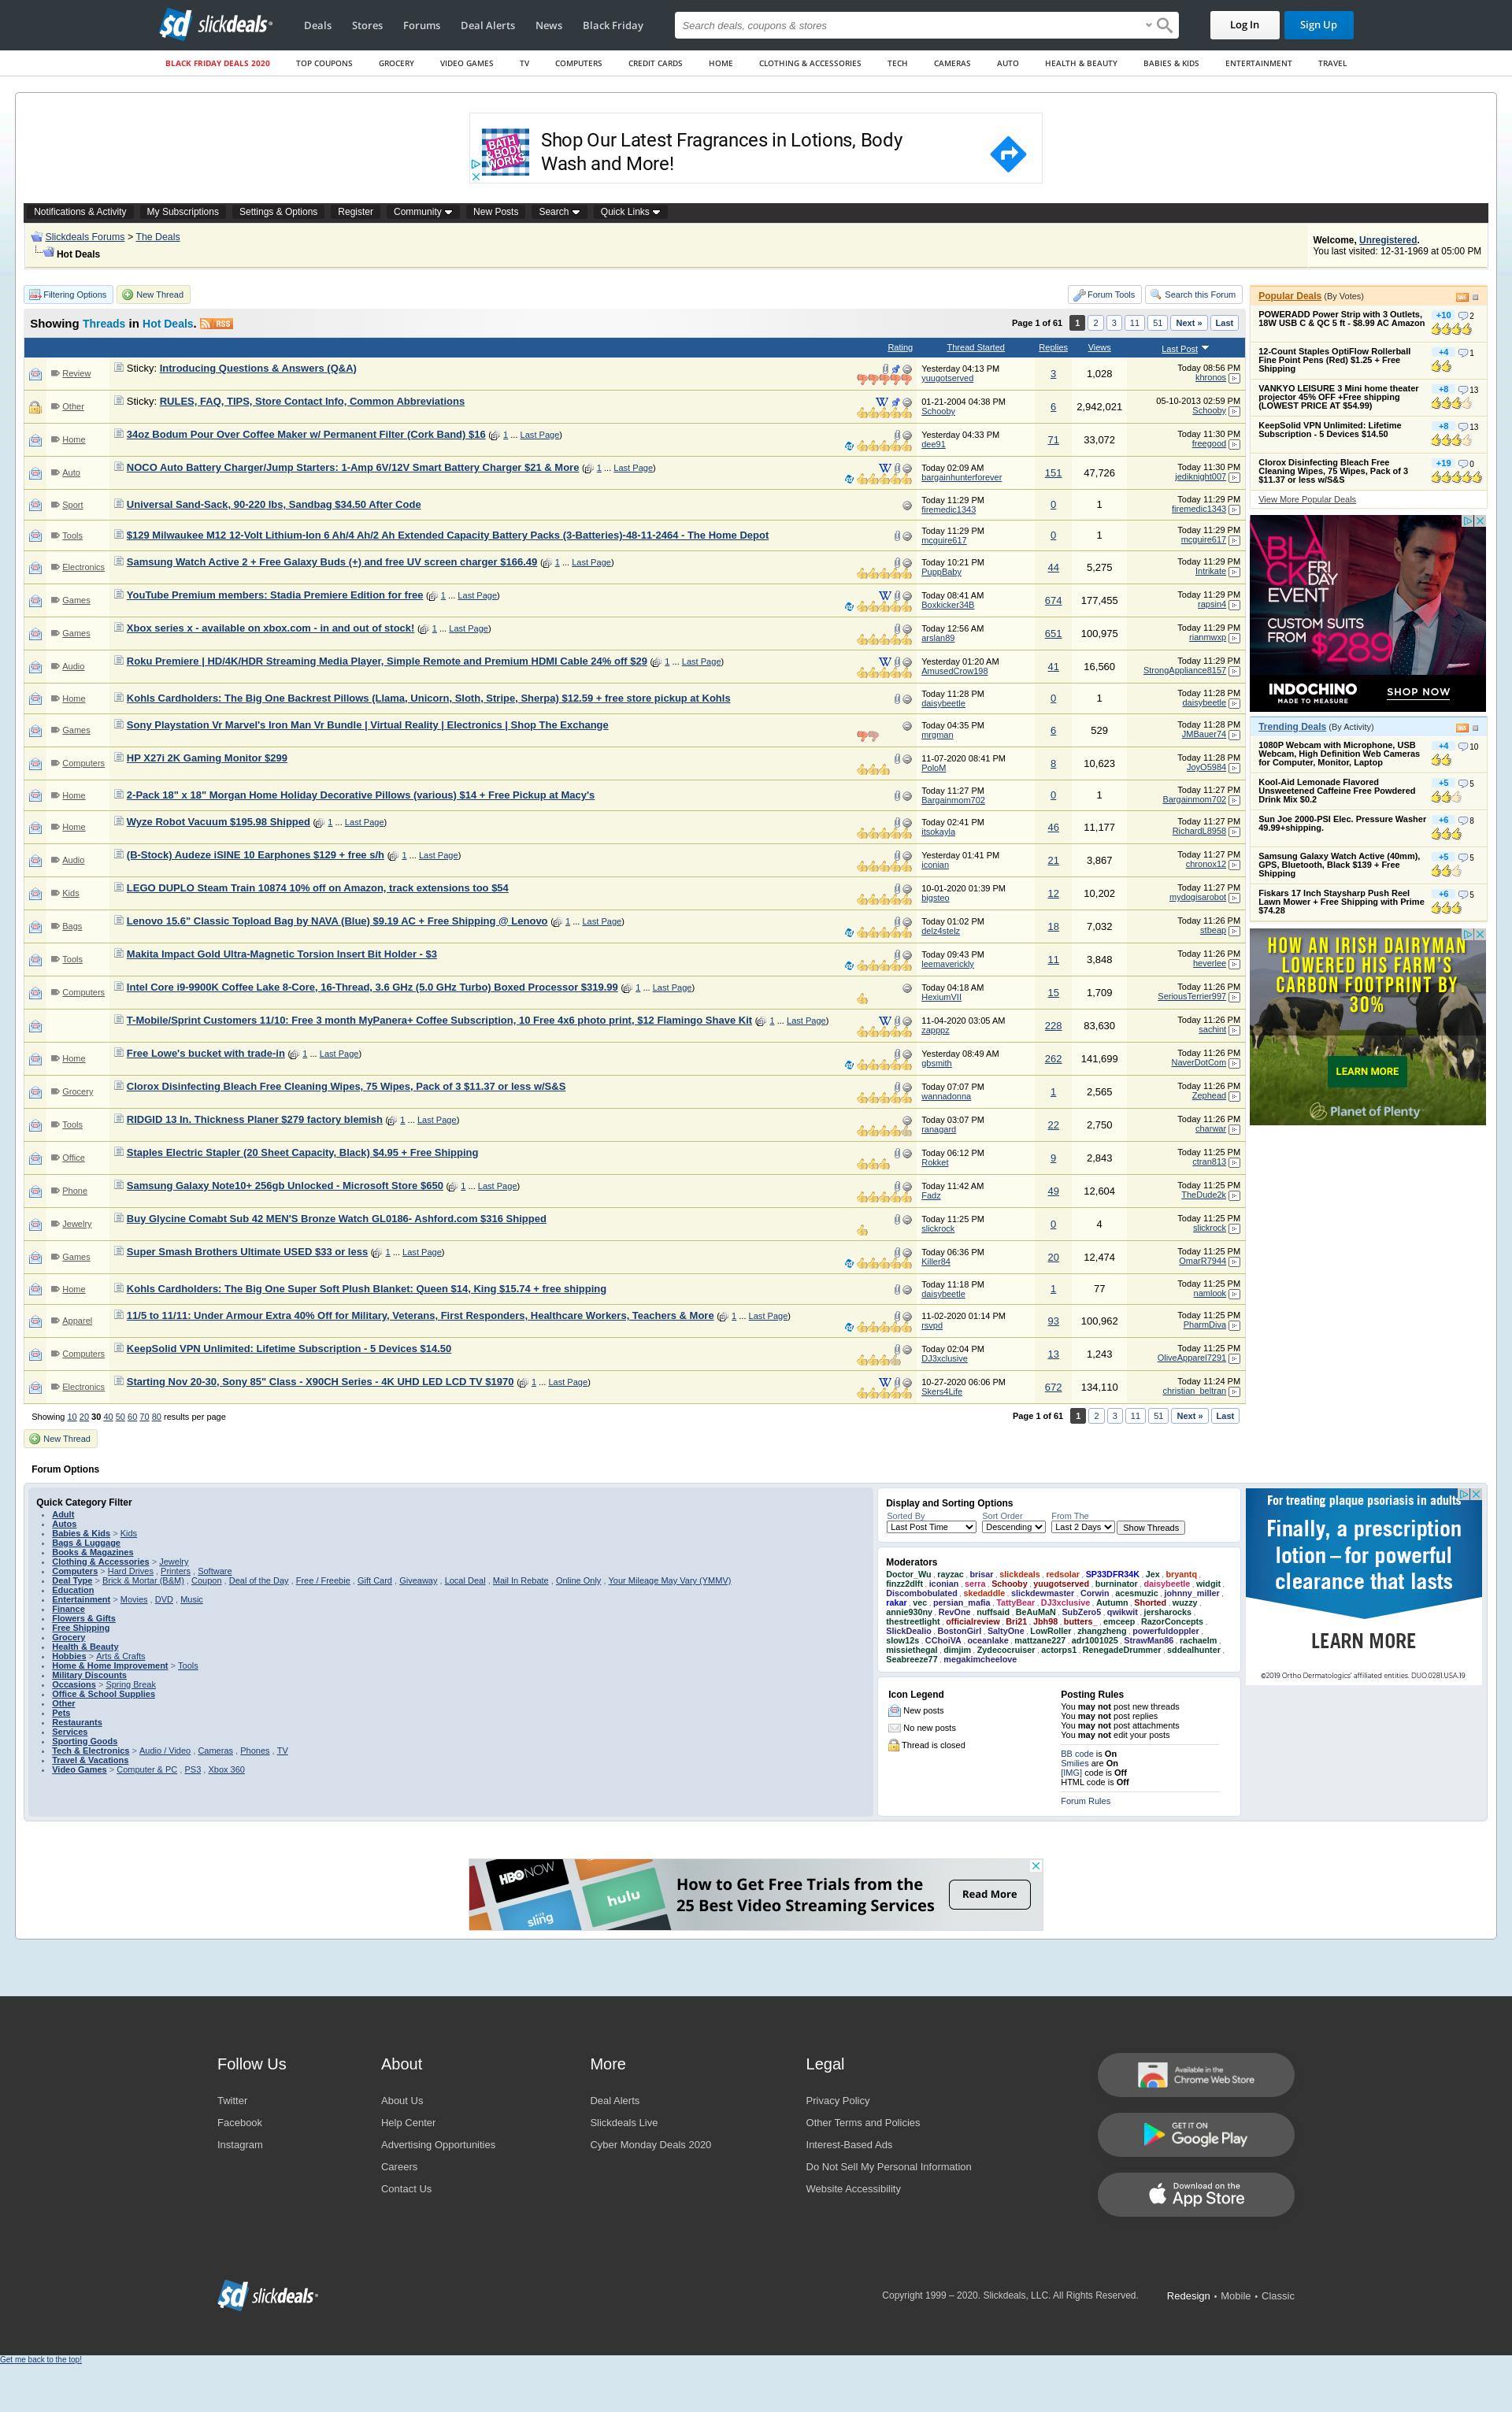 slickdeals
Deals Stores Forums Deal Alerts News Black Friday
Search deals, coupons & stores
Log In Sign Up
BLACK FRIDAY DEALS 2020 TOP COUPONS GROCERY VIDEO GAMES TV COMPUTERS CREDIT CARDS HOME CLOTHING & ACCESSORIES TECH CAMERAS AUTO HEALTH & BEAUTY BABIES & KIDS ENTERTAINMENT TRAVEL
BATH & BODY WORKS
Shop Our Latest Fragrances in Lotions, Body
Wash and More!
Notifications & Activity My Subscriptions Settings & Options Register Community New Posts Search Quick Links
Slickdeals Forums > The Deals
Hot Deals
Welcome, Unregistered.
You last visited: 12-31-1969 at 05:00 PM
Filtering Options New Thread Forum Tools Search this Forum
Showing Threads in Hot Deals. RSS Page 1 of 61 1 2 3 11 51 Next » Last
Rating Thread Started Replies Views Last Post
Review Sticky: Introducing Questions & Answers (Q&A) Yesterday 04:13 PM yuugotserved 3 1,028 Today 08:56 PM khronos
Other Sticky: RULES, FAQ, TIPS, Store Contact Info, Common Abbreviations 01-21-2004 04:38 PM Schooby 6 2,942,021 05-10-2013 02:59 PM Schooby
Home 34oz Bodum Pour Over Coffee Maker w/ Permanent Filter (Cork Band) $16 ( 1 ... Last Page) Yesterday 04:33 PM dee91 71 33,072 Today 11:30 PM freegood
Auto NOCO Auto Battery Charger/Jump Starters: 1-Amp 6V/12V Smart Battery Charger $21 & More ( 1 ... Last Page) Today 02:09 AM bargainhunterforever 151 47,726 Today 11:30 PM jediknight007
Sport Universal Sand-Sack, 90-220 lbs, Sandbag $34.50 After Code Today 11:29 PM firemedic1343 0 1 Today 11:29 PM firemedic1343
Tools $129 Milwaukee M12 12-Volt Lithium-Ion 6 Ah/4 Ah/2 Ah Extended Capacity Battery Packs (3-Batteries)-48-11-2464 - The Home Depot Today 11:29 PM mcguire617 0 1 Today 11:29 PM mcguire617
Electronics Samsung Watch Active 2 + Free Galaxy Buds (+) and free UV screen charger $166.49 ( 1 ... Last Page) Today 10:21 PM PuppBaby 44 5,275 Today 11:29 PM Intrikate
Games YouTube Premium members: Stadia Premiere Edition for free ( 1 ... Last Page) Today 08:41 AM Boxkicker34B 674 177,455 Today 11:29 PM rapsin4
Games Xbox series x - available on xbox.com - in and out of stock! ( 1 ... Last Page) Today 12:56 AM arslan89 651 100,975 Today 11:29 PM rianmwxp
Audio Roku Premiere | HD/4K/HDR Streaming Media Player, Simple Remote and Premium HDMI Cable 24% off $29 ( 1 ... Last Page) Yesterday 01:20 AM AmusedCrow198 41 16,560 Today 11:29 PM StrongAppliance8157
Home Kohls Cardholders: The Big One Backrest Pillows (Llama, Unicorn, Sloth, Stripe, Sherpa) $12.59 + free store pickup at Kohls Today 11:28 PM daisybeetle 0 1 Today 11:28 PM daisybeetle
Games Sony Playstation Vr Marvel's Iron Man Vr Bundle | Virtual Reality | Electronics | Shop The Exchange Today 04:35 PM mrgman 6 529 Today 11:28 PM JMBauer74
Computers HP X27i 2K Gaming Monitor $299 11-07-2020 08:41 PM PoloM 8 10,623 Today 11:28 PM JoyO5984
Home 2-Pack 18" x 18" Morgan Home Holiday Decorative Pillows (various) $14 + Free Pickup at Macy's Today 11:27 PM Bargainmom702 0 1 Today 11:27 PM Bargainmom702
Home Wyze Robot Vacuum $195.98 Shipped ( 1 ... Last Page) Today 02:41 PM itsokayla 46 11,177 Today 11:27 PM RichardL8958
Audio (B-Stock) Audeze iSINE 10 Earphones $129 + free s/h ( 1 ... Last Page) Yesterday 01:41 PM iconian 21 3,867 Today 11:27 PM chronox12
Kids LEGO DUPLO Steam Train 10874 10% off on Amazon, track extensions too $54 10-01-2020 01:39 PM bigsteo 12 10,202 Today 11:27 PM mydogisarobot
Bags Lenovo 15.6" Classic Topload Bag by NAVA (Blue) $9.19 AC + Free Shipping @ Lenovo ( 1 ... Last Page) Today 01:02 PM delz4stelz 18 7,032 Today 11:26 PM stbeap
Tools Makita Impact Gold Ultra-Magnetic Torsion Insert Bit Holder - $3 Today 09:43 PM leemaverickly 11 3,848 Today 11:26 PM heverlee
Computers Intel Core i9-9900K Coffee Lake 8-Core, 16-Thread, 3.6 GHz (5.0 GHz Turbo) Boxed Processor $319.99 ( 1 ... Last Page) Today 04:18 AM HexiumVII 15 1,709 Today 11:26 PM SeriousTerrier997
T-Mobile/Sprint Customers 11/10: Free 3 month MyPanera+ Coffee Subscription, 10 Free 4x6 photo print, $12 Flamingo Shave Kit ( 1 ... Last Page) 11-04-2020 03:05 AM zapppz 228 83,630 Today 11:26 PM sachint
Home Free Lowe's bucket with trade-in ( 1 ... Last Page) Yesterday 08:49 AM gbsmith 262 141,699 Today 11:26 PM NaverDotCom
Grocery Clorox Disinfecting Bleach Free Cleaning Wipes, 75 Wipes, Pack of 3 $11.37 or less w/S&S Today 07:07 PM wannadonna 1 2,565 Today 11:26 PM Zephead
Tools RIDGID 13 In. Thickness Planer $279 factory blemish ( 1 ... Last Page) Today 03:07 PM ranagard 22 2,750 Today 11:26 PM charwar
Office Staples Electric Stapler (20 Sheet Capacity, Black) $4.95 + Free Shipping Today 06:12 PM Rokket 9 2,843 Today 11:25 PM ctran813
Phone Samsung Galaxy Note10+ 256gb Unlocked - Microsoft Store $650 ( 1 ... Last Page) Today 11:42 AM Fadz 49 12,604 Today 11:25 PM TheDude2k
Jewelry Buy Glycine Comabt Sub 42 MEN'S Bronze Watch GL0186- Ashford.com $316 Shipped Today 11:25 PM slickrock 0 4 Today 11:25 PM slickrock
Games Super Smash Brothers Ultimate USED $33 or less ( 1 ... Last Page) Today 06:36 PM Killer84 20 12,474 Today 11:25 PM OmarR7944
Home Kohls Cardholders: The Big One Super Soft Plush Blanket: Queen $14, King $15.74 + free shipping Today 11:18 PM daisybeetle 1 77 Today 11:25 PM namlook
Apparel 11/5 to 11/11: Under Armour Extra 40% Off for Military, Veterans, First Responders, Healthcare Workers, Teachers & More ( 1 ... Last Page) 11-02-2020 01:14 PM rsvpd 93 100,962 Today 11:25 PM PharmDiva
Computers KeepSolid VPN Unlimited: Lifetime Subscription - 5 Devices $14.50 Today 02:04 PM DJ3xclusive 13 1,243 Today 11:25 PM OliveApparel7291
Electronics Starting Nov 20-30, Sony 85" Class - X90CH Series - 4K UHD LED LCD TV $1970 ( 1 ... Last Page) 10-27-2020 06:06 PM Skers4Life 672 134,110 Today 11:24 PM christian_beltran
Showing 10 20 30 40 50 60 70 80 results per page Page 1 of 61 1 2 3 11 51 Next » Last
New Thread
Popular Deals (By Votes)
POWERADD Power Strip with 3 Outlets, 18W USB C & QC 5 ft - $8.99 AC Amazon +10 2
12-Count Staples OptiFlow Rollerball Fine Point Pens (Red) $1.25 + Free Shipping +4 1
VANKYO LEISURE 3 Mini home theater projector 45% OFF +Free shipping (LOWEST PRICE AT $54.99) +8 13
KeepSolid VPN Unlimited: Lifetime Subscription - 5 Devices $14.50 +8 13
Clorox Disinfecting Bleach Free Cleaning Wipes, 75 Wipes, Pack of 3 $11.37 or less w/S&S +19 0
View More Popular Deals
BLACK FRIDAY EVENT
CUSTOM SUITS
FROM $289
INDOCHINO
MADE TO MEASURE
SHOP NOW
Trending Deals (By Activity)
1080P Webcam with Microphone, USB Webcam, High Definition Web Cameras for Computer, Monitor, Laptop +4 10
Kool-Aid Lemonade Flavored Unsweetened Caffeine Free Powdered Drink Mix $0.2 +5 5
Sun Joe 2000-PSI Elec. Pressure Washer 49.99+shipping. +6 8
Samsung Galaxy Watch Active (40mm), GPS, Bluetooth, Black $139 + Free Shipping +5 5
Fiskars 17 Inch Staysharp Push Reel Lawn Mower + Free Shipping with Prime $74.28 +6 5
HOW AN IRISH DAIRYMAN
LOWERED HIS FARM'S
CARBON FOOTPRINT BY
30%
LEARN MORE
Planet of Plenty
Forum Options
Quick Category Filter
Adult
Autos
Babies & Kids > Kids
Bags & Luggage
Books & Magazines
Clothing & Accessories > Jewelry
Computers > Hard Drives , Printers , Software
Deal Type > Brick & Mortar (B&M) , Coupon , Deal of the Day , Free / Freebie , Gift Card , Giveaway , Local Deal , Mail In Rebate , Online Only , Your Mileage May Vary (YMMV)
Education
Entertainment > Movies , DVD , Music
Finance
Flowers & Gifts
Free Shipping
Grocery
Health & Beauty
Hobbies > Arts & Crafts
Home & Home Improvement > Tools
Military Discounts
Occasions > Spring Break
Office & School Supplies
Other
Pets
Restaurants
Services
Sporting Goods
Tech & Electronics > Audio / Video , Cameras , Phones , TV
Travel & Vacations
Video Games > Computer & PC , PS3 , Xbox 360
Display and Sorting Options
Sorted By Sort Order From The
Last Post Time Descending Last 2 Days Show Threads
Moderators
Doctor_Wu , rayzac , brisar , slickdeals , redsolar , SP33DFR34K , Jex , bryantq ,
finzz2dlft , iconian , serra , Schooby , yuugotserved , burninator , daisybeetle , widgit ,
Discombobulated , skedaddle , slickdewmaster , Corwin , acesmuzic , johnny_miller ,
rakar , vec , persian_mafia , TattyBear , DJ3xclusive , Autumn , Shorted , wuzzy ,
annie930ny , RevOne , nuffsaid , BeAuMaN , SubZero5 , qwikwit , jersharocks ,
thestreetlight , officialreview , Bri21 , Jbh98 , butters_ , emceep , RazorConcepts ,
SlickDealio , BostonGirl , SaltyOne , LowRoller , zhangzheng , powerfuldoppler ,
slow12s , CChoiVA , oceanlake , mattzane227 , adr1001025 , StrawMan86 , rachaelm ,
missiethegal , dimjim , Zydecocruiser , actorps1 , RenegadeDrummer , sddealhunter ,
Seabreeze77 , megakimcheelove
Icon Legend
New posts
No new posts
Thread is closed
Posting Rules
You may not post new threads
You may not post replies
You may not post attachments
You may not edit your posts
BB code is On
Smilies are On
[IMG] code is Off
HTML code is Off
Forum Rules
For treating plaque psoriasis in adults
Finally, a prescription
lotion–for powerful
clearance that lasts
LEARN MORE
©2019 Ortho Dermatologics' affiliated entities. DUO.0281.USA.19
HBO NOW
hulu
sling
How to Get Free Trials from the
25 Best Video Streaming Services
Read More
Follow Us
Twitter
Facebook
Instagram
About
About Us
Help Center
Advertising Opportunities
Careers
Contact Us
More
Deal Alerts
Slickdeals Live
Cyber Monday Deals 2020
Legal
Privacy Policy
Other Terms and Policies
Interest-Based Ads
Do Not Sell My Personal Information
Website Accessibility
Available in the
Chrome Web Store
GET IT ON
Google Play
Download on the
App Store
slickdeals
Copyright 1999 – 2020. Slickdeals, LLC. All Rights Reserved. Redesign • Mobile • Classic
Get me back to the top!